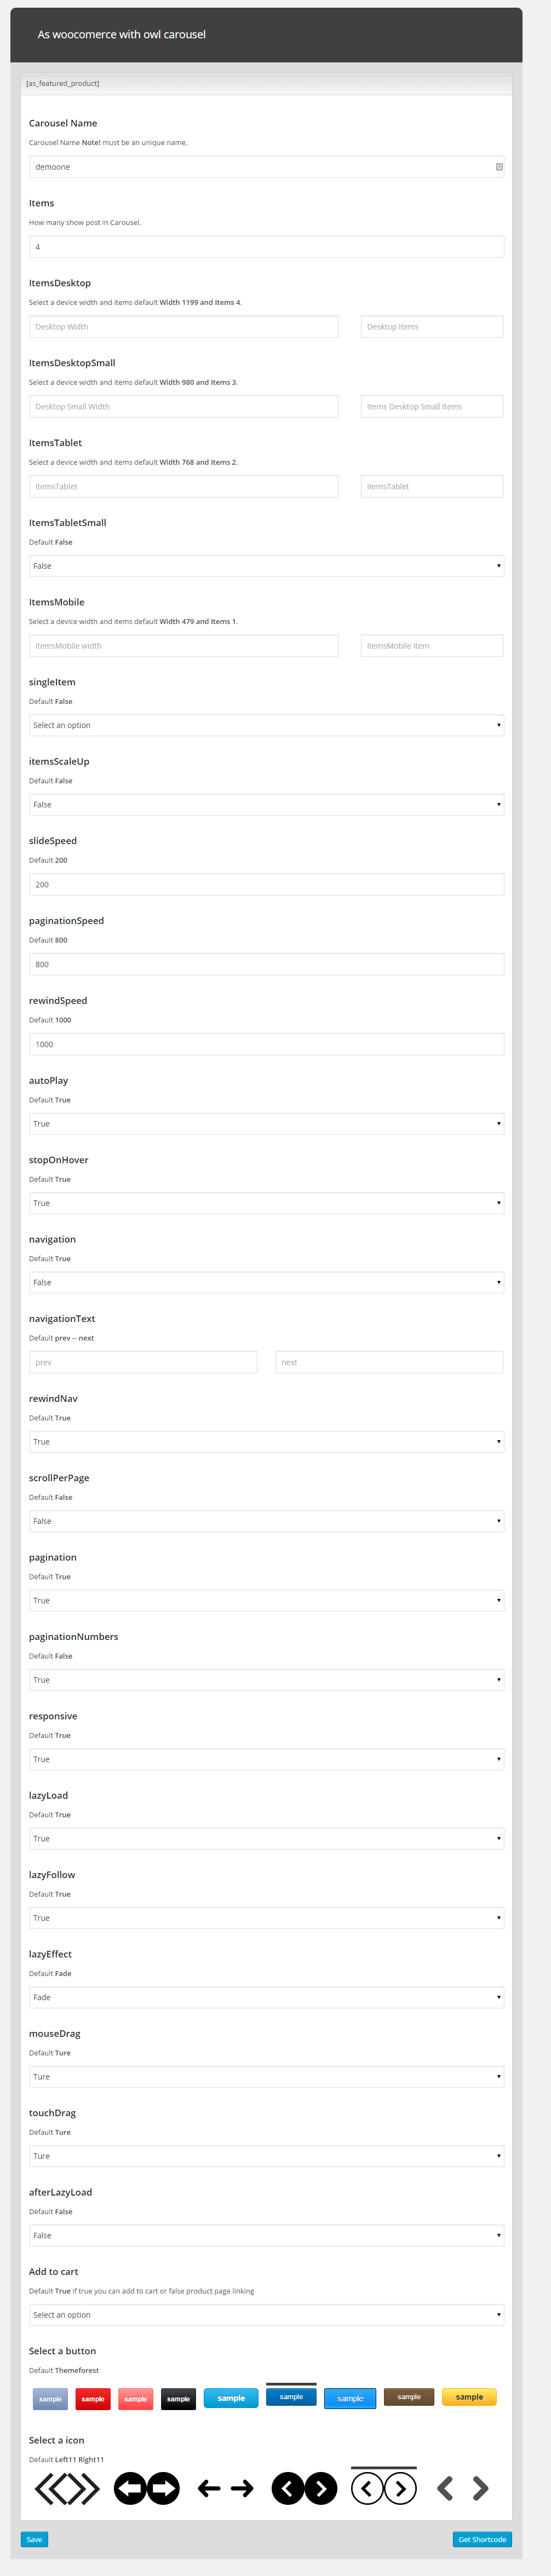 As woocomerce with owl carousel
[as_featured_product]
Carousel Name
Carousel Name Note! must be an unique name.
demoone
Items
How many show post in Carousel.
4
ItemsDesktop
Select a device width and items default Width 1199 and Items 4.
Desktop Width Desktop Items
ItemsDesktopSmall
Select a device width and items default Width 980 and Items 3.
Desktop Small Width Items Desktop Small Items
ItemsTablet
Select a device width and items default Width 768 and Items 2.
itemsTablet itemsTablet
ItemsTabletSmall
Default False
False
ItemsMobile
Select a device width and items default Width 479 and Items 1.
itemsMobile width itemsMobile item
singleItem
Default False
Select an option
itemsScaleUp
Default False
False
slideSpeed
Default 200
200
paginationSpeed
Default 800
800
rewindSpeed
Default 1000
1000
autoPlay
Default True
True
stopOnHover
Default True
True
navigation
Default True
False
navigationText
Default prev -- next
prev next
rewindNav
Default True
True
scrollPerPage
Default False
False
pagination
Default True
True
paginationNumbers
Default False
True
responsive
Default True
True
lazyLoad
Default True
True
lazyFollow
Default True
True
lazyEffect
Default Fade
Fade
mouseDrag
Default Ture
Ture
touchDrag
Default Ture
Ture
afterLazyLoad
Default False
False
Add to cart
Default True if true you can add to cart or false product page linking
Select an option
Select a button
Default Themeforest
sample sample sample sample sample sample sample sample sample
Select a icon
Default Left11 Right11
Save Get Shortcode